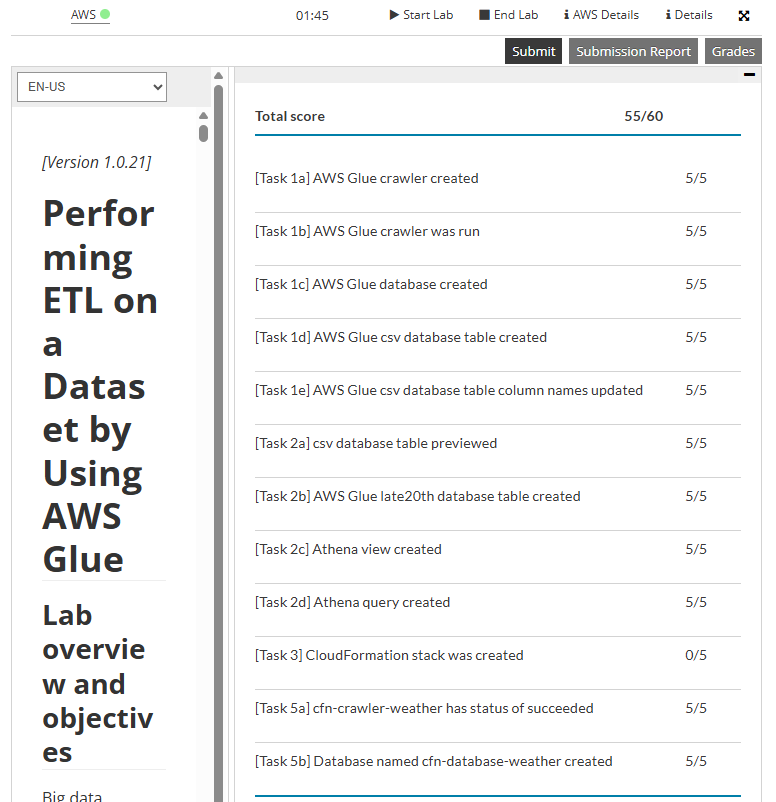 AWS
01:45
Start Lab
End Lab
AWS Details
Details
Submit
Submission Report
Grades
EN-US
[Version 1.0.21]
Perfor
ming
ETL on
a
Datas
et by
Using
AWS
Glue
Lab
overvie
w and
objectiv
es
Big data
Total score 55/60
[Task 1a] AWS Glue crawler created 5/5
[Task 1b] AWS Glue crawler was run 5/5
[Task 1c] AWS Glue database created 5/5
[Task 1d] AWS Glue csv database table created 5/5
[Task 1e] AWS Glue csv database table column names updated 5/5
[Task 2a] csv database table previewed 5/5
[Task 2b] AWS Glue late20th database table created 5/5
[Task 2c] Athena view created 5/5
[Task 2d] Athena query created 5/5
[Task 3] CloudFormation stack was created 0/5
[Task 5a] cfn-crawler-weather has status of succeeded 5/5
[Task 5b] Database named cfn-database-weather created 5/5